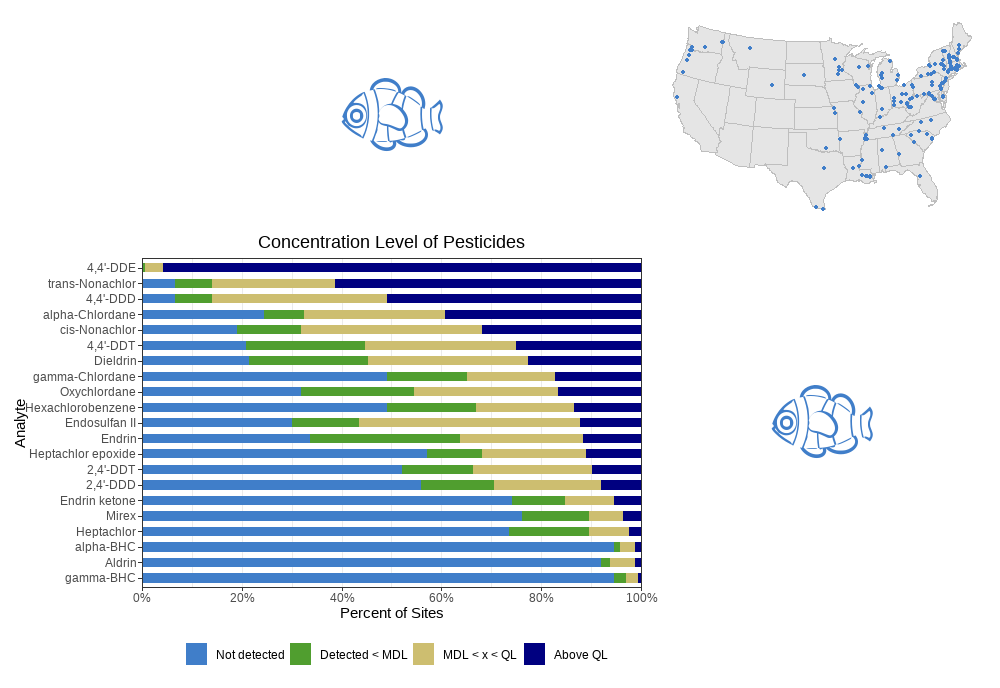 Concentration Level of Pesticides
Analyte
4,4'-DDE
trans-Nonachlor
4,4'-DDD
alpha-Chlordane
cis-Nonachlor
4,4'-DDT
Dieldrin
gamma-Chlordane
Oxychlordane
Hexachlorobenzene
Endosulfan II
Endrin
Heptachlor epoxide
2,4'-DDT
2,4'-DDD
Endrin ketone
Mirex
Heptachlor
alpha-BHC
Aldrin
gamma-BHC
0% 20% 40% 60% 80% 100%
Percent of Sites
Not detected Detected < MDL MDL < x < QL Above QL